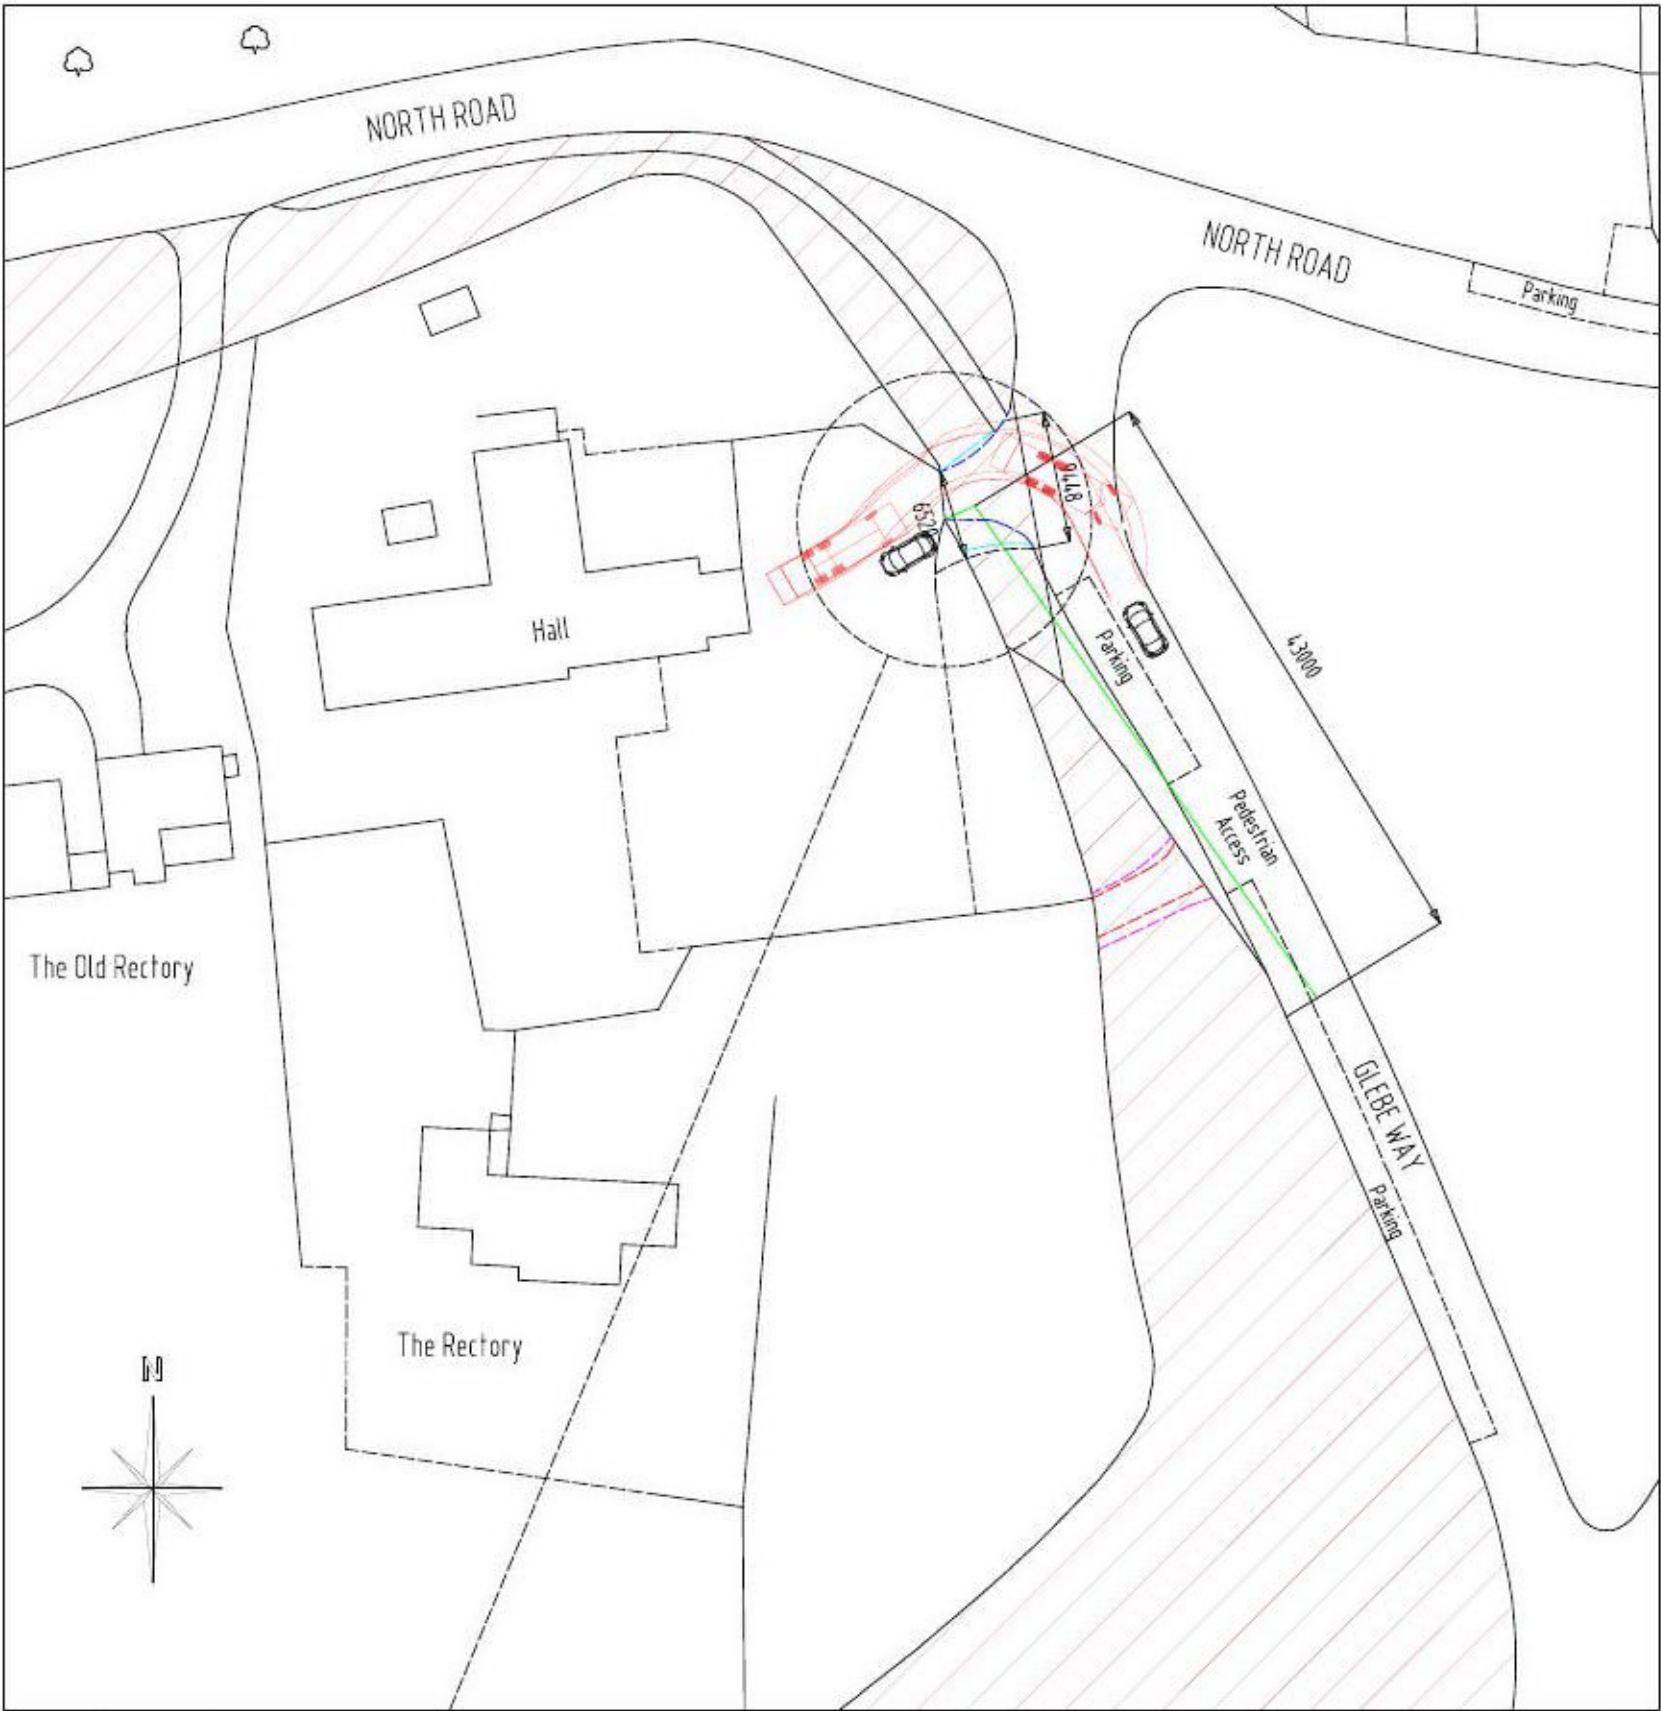 NORTH ROAD
NORTH ROAD
Parking
9448
43000
Hall
Parking
Pedestrian
Access
The Old Rectory
GLEBE WAY
Parking
The Rectory
N